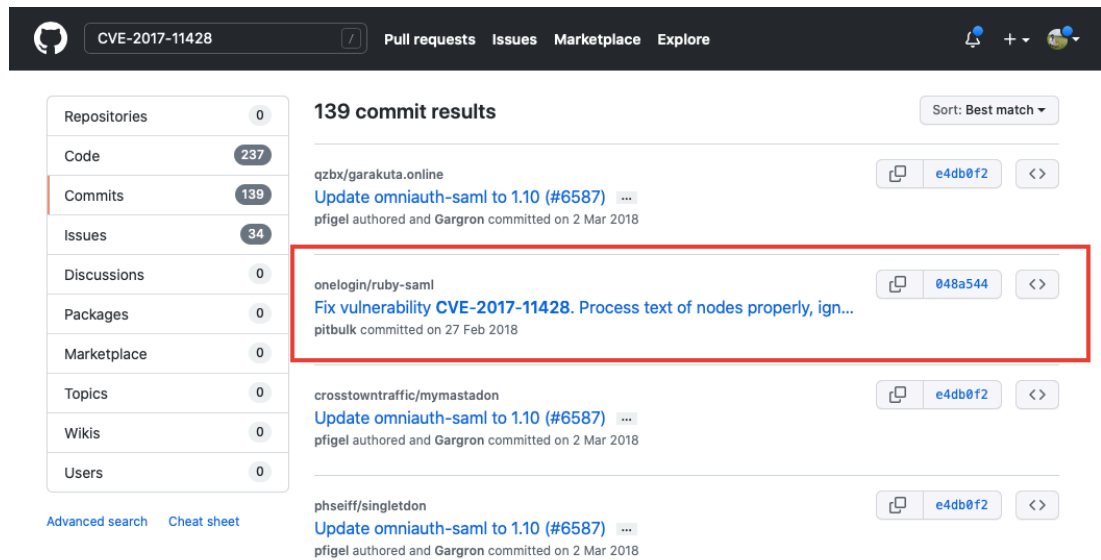 CVE-2017-11428 / Pull requests Issues Marketplace Explore
Repositories 0
Code 237
Commits 139
Issues 34
Discussions 0
Packages 0
Marketplace 0
Topics 0
Wikis 0
Users 0
Advanced search Cheat sheet
139 commit results
Sort: Best match
qzbx/garakuta.online
Update omniauth-saml to 1.10 (#6587) ...
pfigel authored and Gargron committed on 2 Mar 2018
e4db0f2 <>
onelogin/ruby-saml
Fix vulnerability CVE-2017-11428. Process text of nodes properly, ign...
pitbulk committed on 27 Feb 2018
048a544 <>
crosstowntraffic/mymastadon
Update omniauth-saml to 1.10 (#6587) ...
pfigel authored and Gargron committed on 2 Mar 2018
e4db0f2 <>
phseiff/singletdon
Update omniauth-saml to 1.10 (#6587) ...
pfigel authored and Gargron committed on 2 Mar 2018
e4db0f2 <>